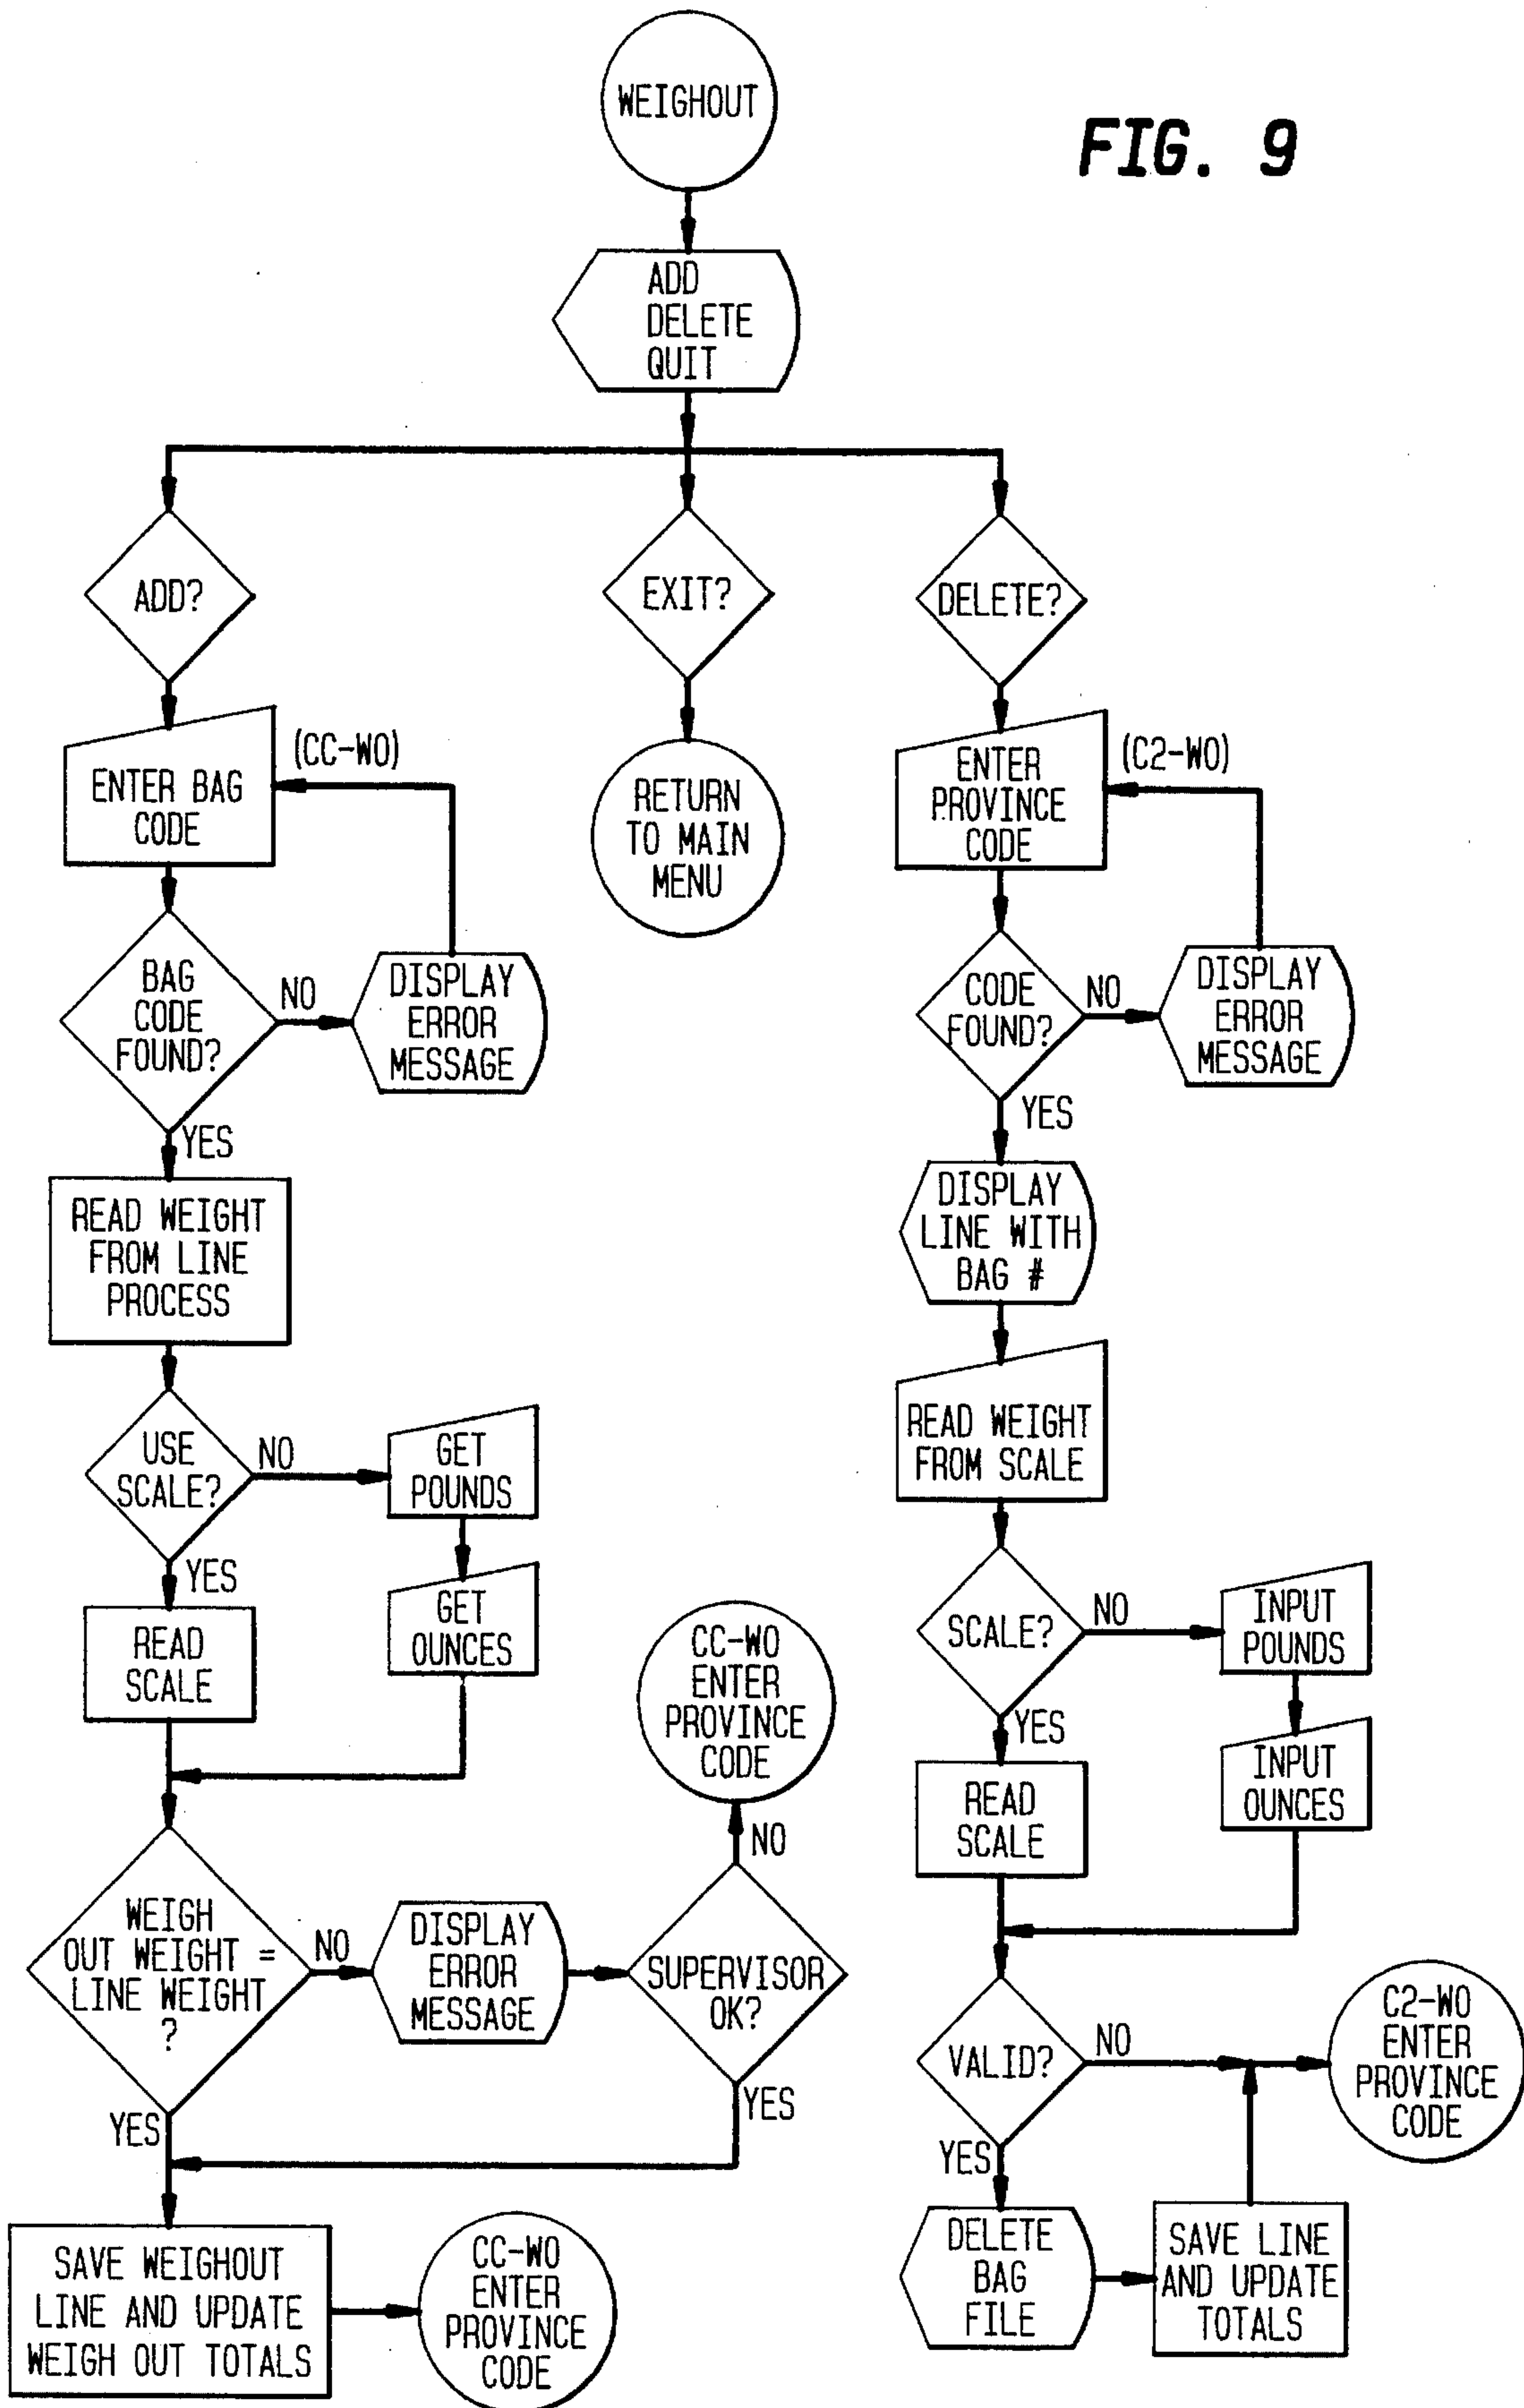 WEIGHOUT
FIG. 9
ADD
DELETE
QUIT
ADD?
EXIT?
DELETE?
ENTER BAG
CODE
(CC-WO)
RETURN
TO MAIN
MENU
ENTER
PROVINCE
CODE
(C2-WO)
BAG
CODE
FOUND?
NO
DISPLAY
ERROR
MESSAGE
CODE
FOUND?
NO
DISPLAY
ERROR
MESSAGE
YES
YES
READ WEIGHT
FROM LINE
PROCESS
DISPLAY
LINE WITH
BAG #
USE
SCALE?
NO
GET
POUNDS
READ WEIGHT
FROM SCALE
YES
GET
OUNCES
READ
SCALE
CC-WO
ENTER
PROVINCE
CODE
SCALE?
NO
INPUT
POUNDS
YES
READ
SCALE
INPUT
OUNCES
WEIGH
OUT WEIGHT =
LINE WEIGHT
?
NO
DISPLAY
ERROR
MESSAGE
NO
SUPERVISOR
OK?
YES
YES
VALID?
NO
C2-WO
ENTER
PROVINCE
CODE
YES
SAVE WEIGHOUT
LINE AND UPDATE
WEIGH OUT TOTALS
CC-WO
ENTER
PROVINCE
CODE
DELETE
BAG
FILE
SAVE LINE
AND UPDATE
TOTALS